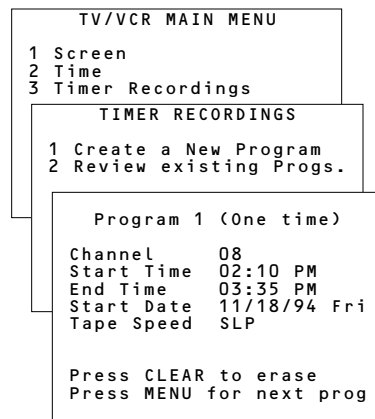 TV/VCR MAIN MENU
1 Screen
2 Time
3 Timer Recordings
TIMER RECORDINGS
1 Create a New Program
2 Review existing Progs.
Program 1 (One time)
Channel 08
Start Time 02:10 PM
End Time 03:35 PM
Start Date 11/18/94 Fri
Tape Speed SLP
Press CLEAR to erase
Press MENU for next prog